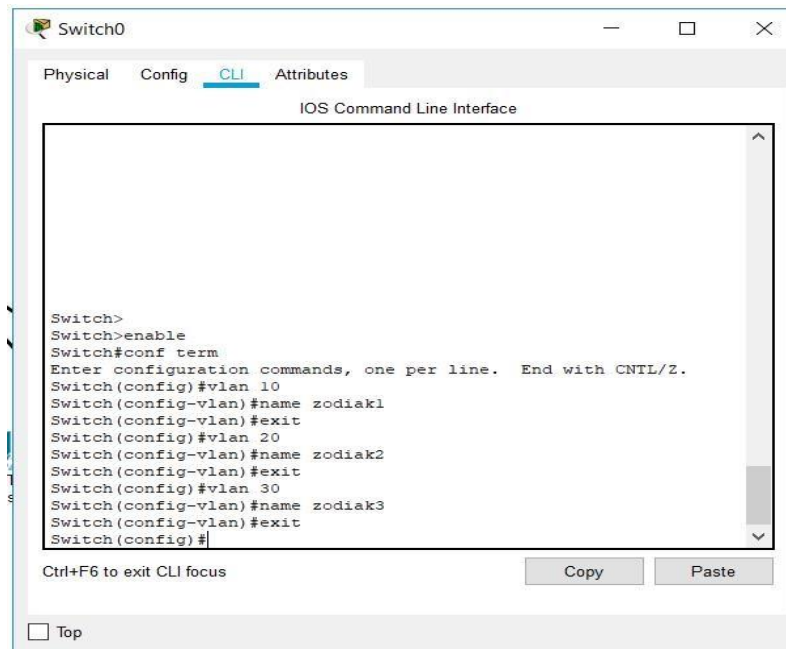 Switch0
Physical Config CLI Attributes
IOS Command Line Interface
Switch>
Switch>enable
Switch#conf term
Enter configuration commands, one per line.  End with CNTL/Z.
Switch(config)#vlan 10
Switch(config-vlan)#name zodiak1
Switch(config-vlan)#exit
Switch(config)#vlan 20
Switch(config-vlan)#name zodiak2
Switch(config-vlan)#exit
Switch(config)#vlan 30
Switch(config-vlan)#name zodiak3
Switch(config-vlan)#exit
Switch(config)#
Ctrl+F6 to exit CLI focus
Copy Paste
Top